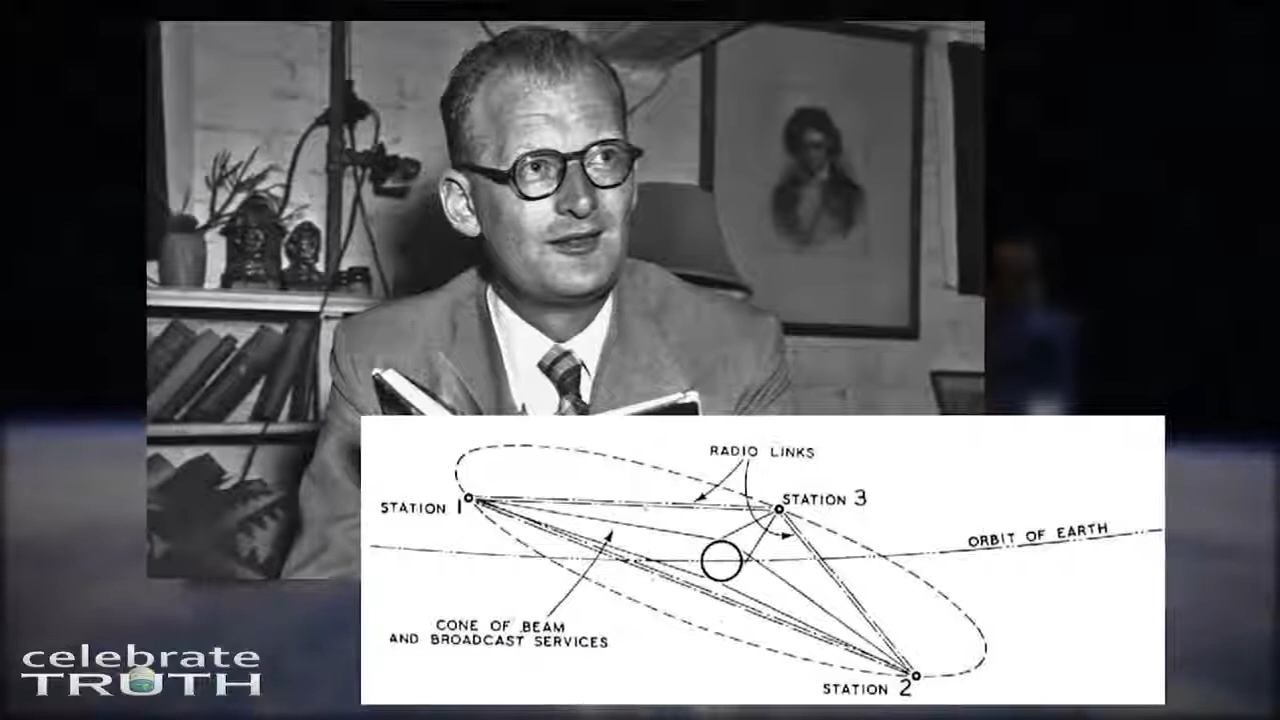 RADIO LINKS
STATION 1
STATION 3
ORBIT OF EARTH
CONE OF BEAM
AND BROADCAST SERVICES
STATION 2
celebrate
TRUTH